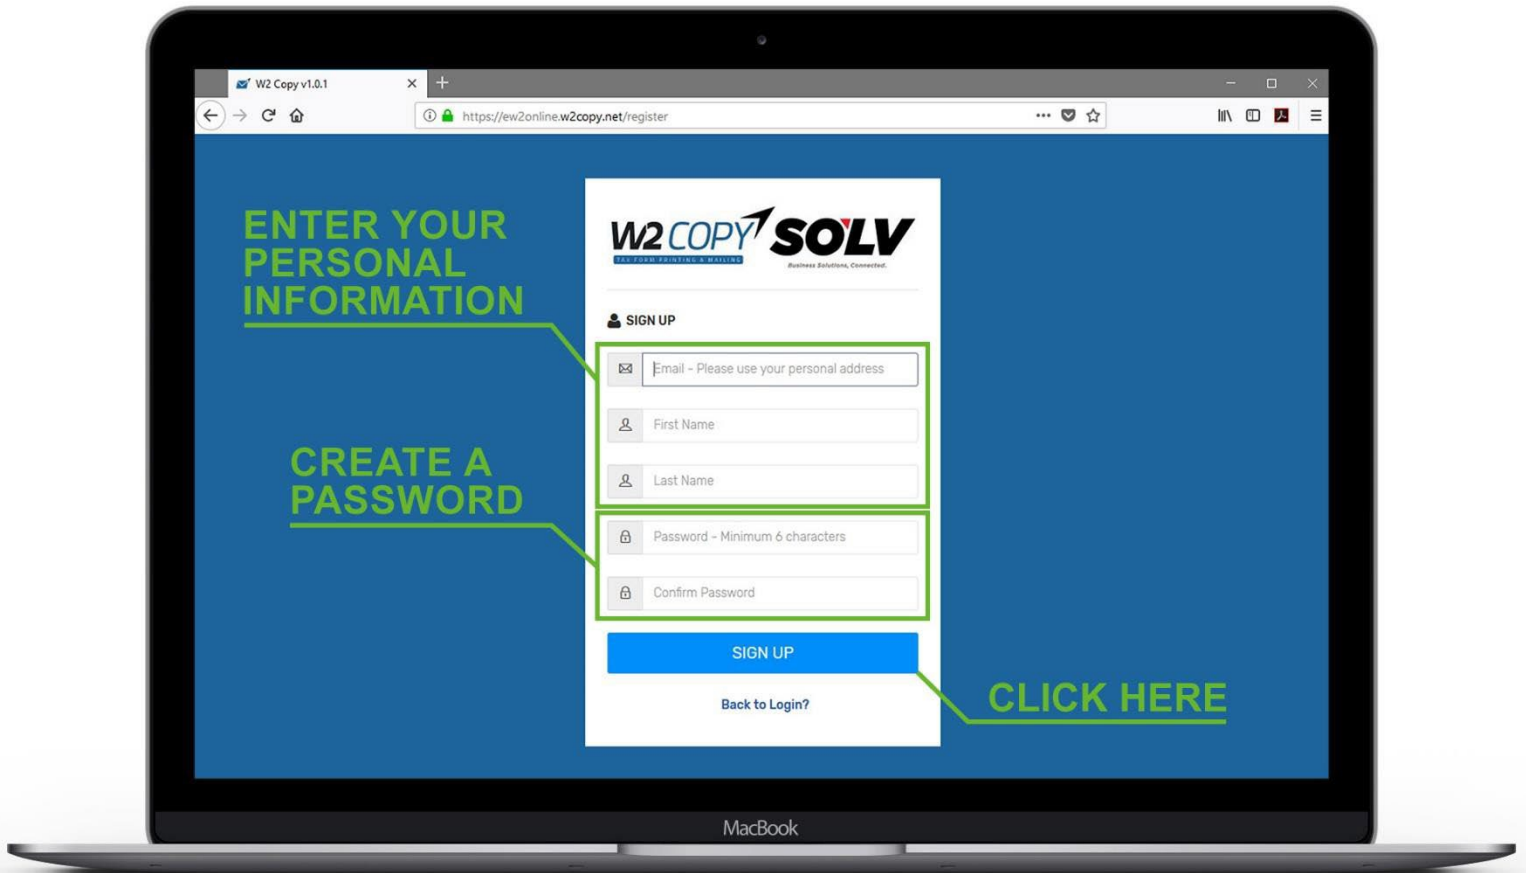 W2 Copy v1.0.1
https://ew2online.w2copy.net/register
W2 COPY SOLV
TAX FORM PRINTING & MAILING
Business Solutions, Connected.
ENTER YOUR
PERSONAL
INFORMATION
SIGN UP
Email - Please use your personal address
First Name
Last Name
CREATE A
PASSWORD
Password - Minimum 6 characters
Confirm Password
SIGN UP
CLICK HERE
Back to Login?
MacBook